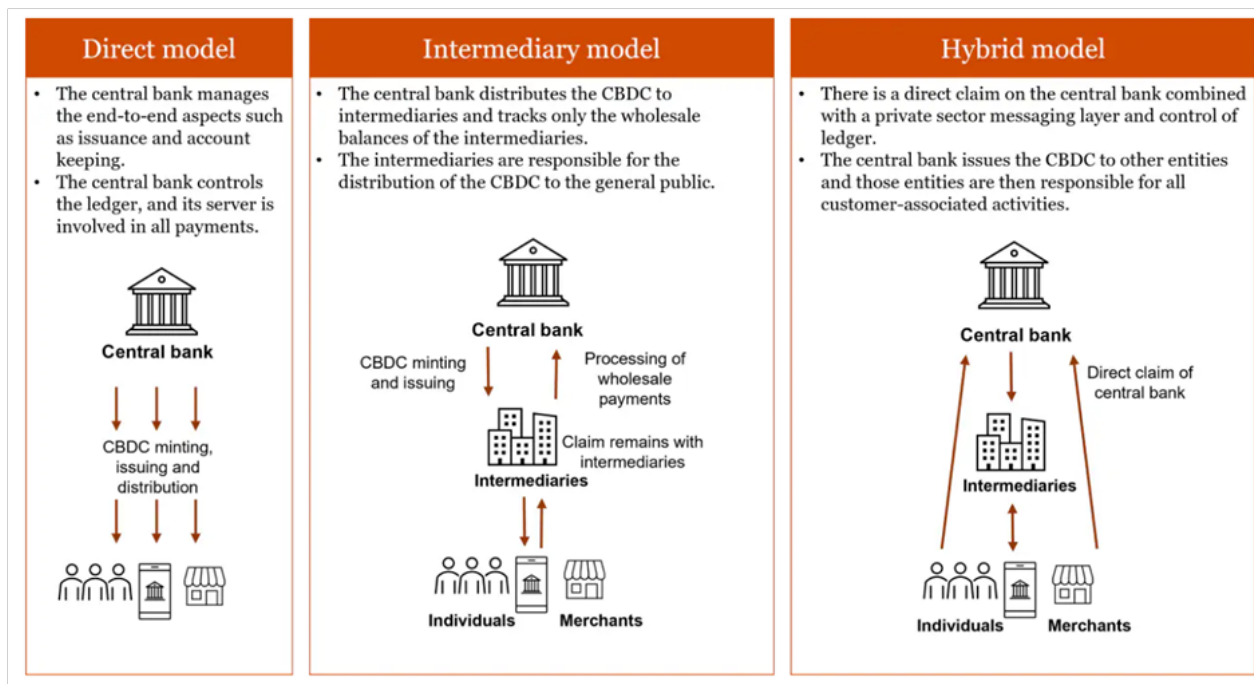 Direct model
• The central bank manages
the end-to-end aspects such
as issuance and account
keeping.
• The central bank controls
the ledger, and its server is
involved in all payments.
Central bank
CBDC minting,
issuing and
distribution
Intermediary model
• The central bank distributes the CBDC to
intermediaries and tracks only the wholesale
balances of the intermediaries.
• The intermediaries are responsible for the
distribution of the CBDC to the general public.
Central bank
CBDC minting
and issuing
Processing of
wholesale
payments
Claim remains with
intermediaries
Intermediaries
Individuals
Merchants
Hybrid model
• There is a direct claim on the central bank combined
with a private sector messaging layer and control of
ledger.
• The central bank issues the CBDC to other entities
and those entities are then responsible for all
customer-associated activities.
Central bank
Direct claim of
central bank
Intermediaries
Individuals
Merchants